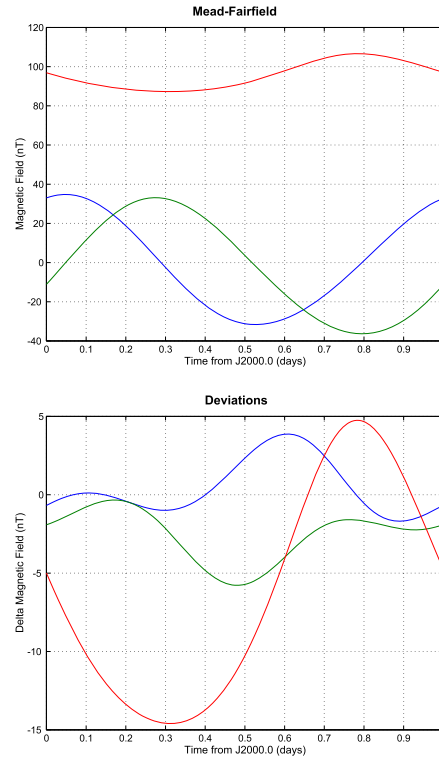 Mead-Fairfield
120
100
80
60
40
20
0
-20
-40
Magnetic Field (nT)
0 0.1 0.2 0.3 0.4 0.5 0.6 0.7 0.8 0.9
Time from J2000.0 (days)
Deviations
5
0
-5
-10
-15
Delta Magnetic Field (nT)
0 0.1 0.2 0.3 0.4 0.5 0.6 0.7 0.8 0.9
Time from J2000.0 (days)